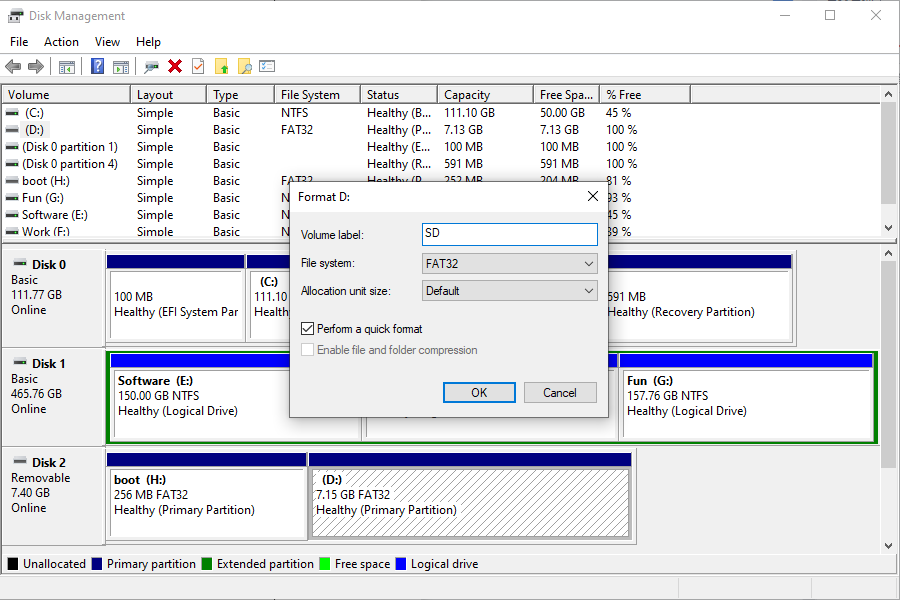 Disk Management
File Action View Help
Volume Layout Type File System Status Capacity Free Spa... % Free
(C:) Simple Basic NTFS Healthy (B... 111.10 GB 50.00 GB 45 %
(D:) Simple Basic FAT32 Healthy (P... 7.13 GB 7.13 GB 100 %
(Disk 0 partition 1) Simple Basic Healthy (E... 100 MB 100 MB 100 %
(Disk 0 partition 4) Simple Basic Healthy (R... 591 MB 591 MB 100 %
boot (H:) Simple Basic FAT32 Healthy (P... 252 MB 204 MB 81 %
Fun (G:) Simple Basic N 93 %
Software (E:) Simple Basic N 45 %
Work (F:) Simple Basic N 39 %
Format D:
Volume label: SD
File system: FAT32
Allocation unit size: Default
Perform a quick format
Enable file and folder compression
OK Cancel
Disk 0
Basic
111.77 GB
Online
100 MB
Healthy (EFI System Par
(C:)
111.10
Health
591 MB
Healthy (Recovery Partition)
Disk 1
Basic
465.76 GB
Online
Software (E:)
150.00 GB NTFS
Healthy (Logical Drive)
Fun (G:)
157.76 GB NTFS
Healthy (Logical Drive)
Disk 2
Removable
7.40 GB
Online
boot (H:)
256 MB FAT32
Healthy (Primary Partition)
(D:)
7.15 GB FAT32
Healthy (Primary Partition)
Unallocated Primary partition Extended partition Free space Logical drive